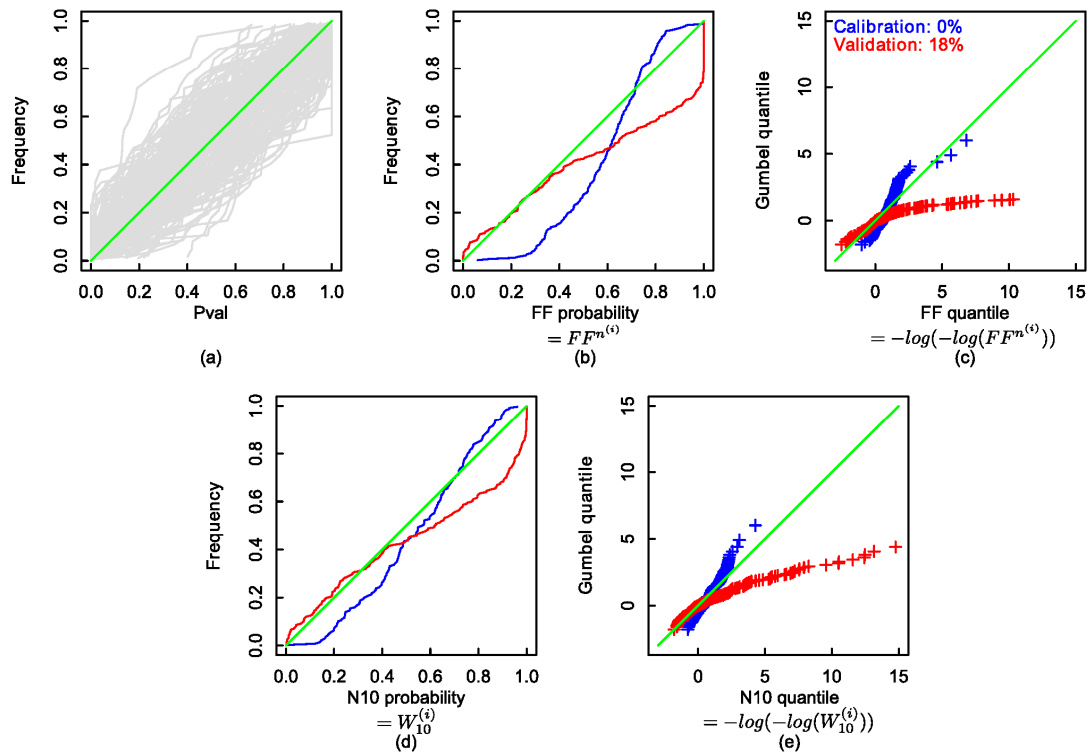 Frequency
0.0 0.2 0.4 0.6 0.8 1.0
0.0 0.2 0.4 0.6 0.8 1.0
Pval
(a)
Frequency
0.0 0.2 0.4 0.6 0.8 1.0
0.0 0.2 0.4 0.6 0.8 1.0
FF probability
= FF^{n^{(i)}}
(b)
Calibration: 0%
Validation: 18%
Gumbel quantile
0 5 10 15
0 5 10 15
FF quantile
= −log(−log(FF^{n^{(i)}}))
(c)
Frequency
0.0 0.2 0.4 0.6 0.8 1.0
0.0 0.2 0.4 0.6 0.8 1.0
N10 probability
= W_{10}^{(i)}
(d)
Gumbel quantile
0 5 10 15
0 5 10 15
N10 quantile
= −log(−log(W_{10}^{(i)}))
(e)